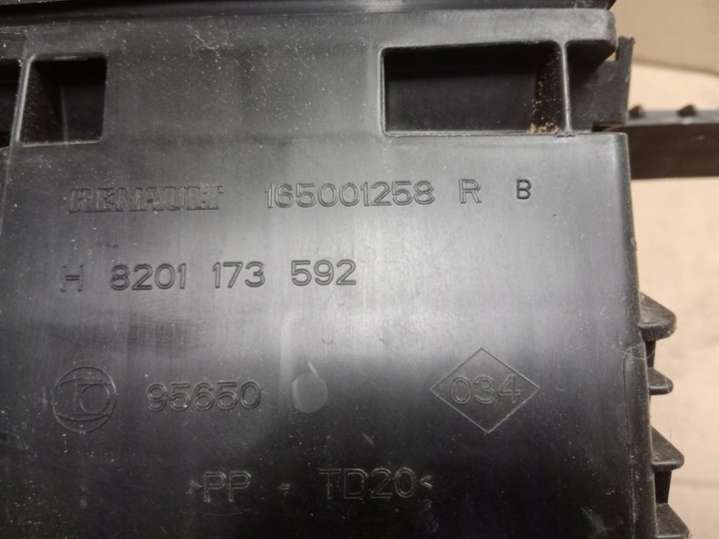 RENAULT 165001258 R B
H 8201 173 592
95650 034
>PP - TD20<